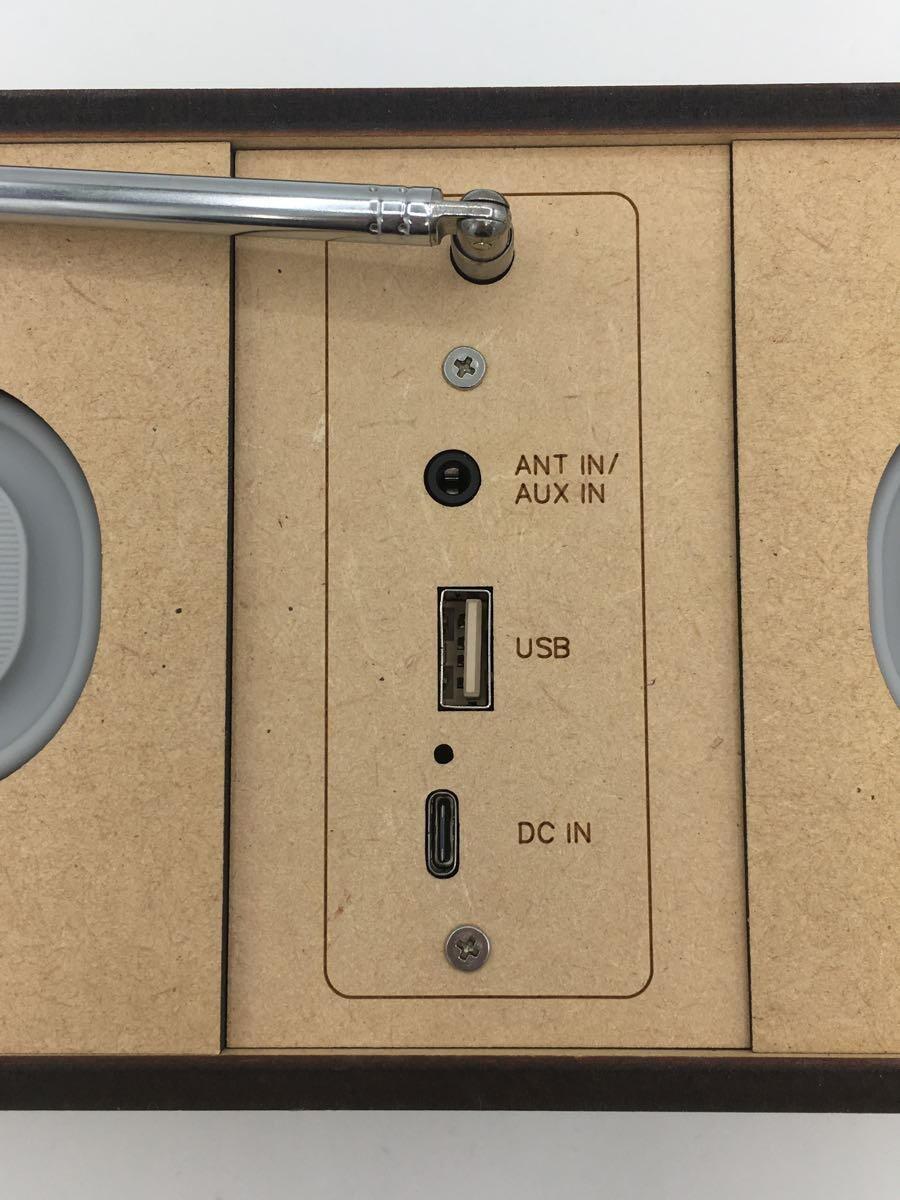 ANT IN/
AUX IN
USB
DC IN